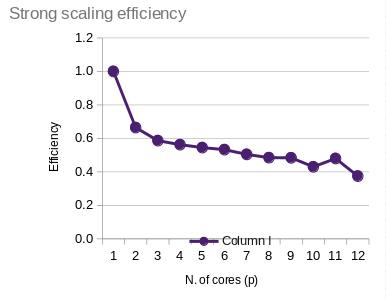 Strong scaling efficiency
1.2
1.0
0.8
0.6
0.4
0.2
0.0
Efficiency
Column I
1 2 3 4 5 6 7 8 9 10 11 12
N. of cores (p)